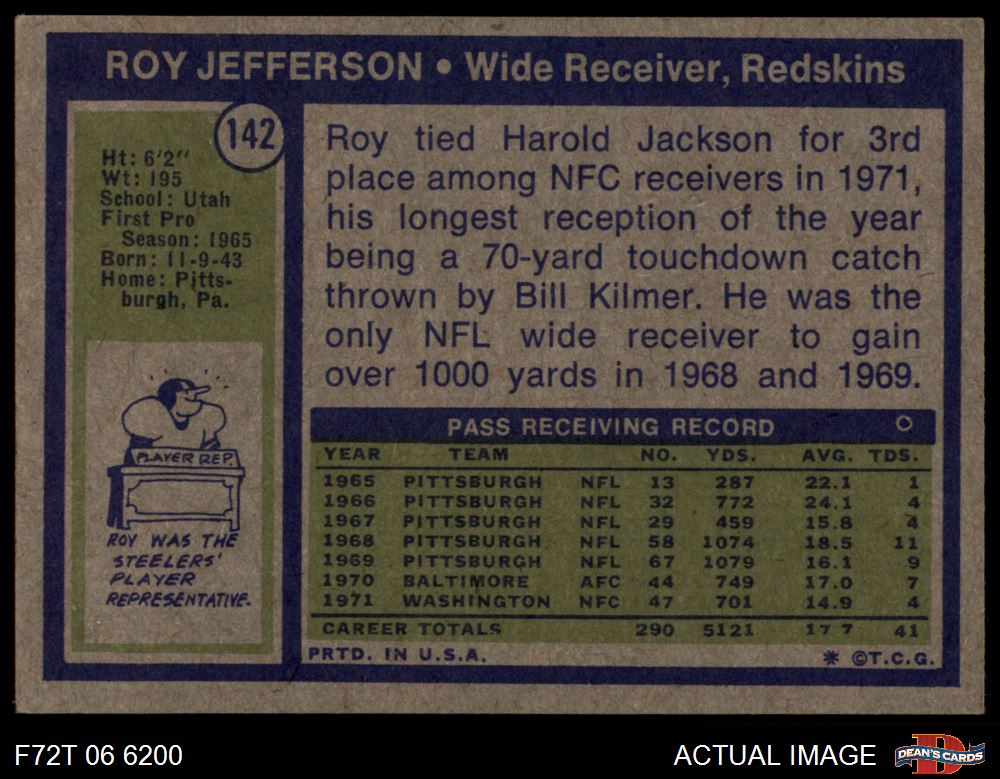 ROY JEFFERSON • Wide Receiver, Redskins
142
Ht: 6'2"
Wt: 195
School: Utah
First Pro
Season: 1965
Born: 11-9-43
Home: Pitts-
burgh, Pa.
PLAYER REP.
ROY WAS THE
STEELERS'
PLAYER
REPRESENTATIVE.
Roy tied Harold Jackson for 3rd
place among NFC receivers in 1971,
his longest reception of the year
being a 70-yard touchdown catch
thrown by Bill Kilmer. He was the
only NFL wide receiver to gain
over 1000 yards in 1968 and 1969.
PASS RECEIVING RECORD
YEAR TEAM NO. YDS. AVG. TDS.
1965 PITTSBURGH NFL 13 287 22.1 1
1966 PITTSBURGH NFL 32 772 24.1 4
1967 PITTSBURGH NFL 29 459 15.8 4
1968 PITTSBURGH NFL 58 1074 18.5 11
1969 PITTSBURGH NFL 67 1079 16.1 9
1970 BALTIMORE AFC 44 749 17.0 7
1971 WASHINGTON NFC 47 701 14.9 4
CAREER TOTALS 290 5121 17.7 41
PRTD. IN U.S.A. * ©T.C.G.
F72T 06 6200 ACTUAL IMAGE DEAN'S CARDS